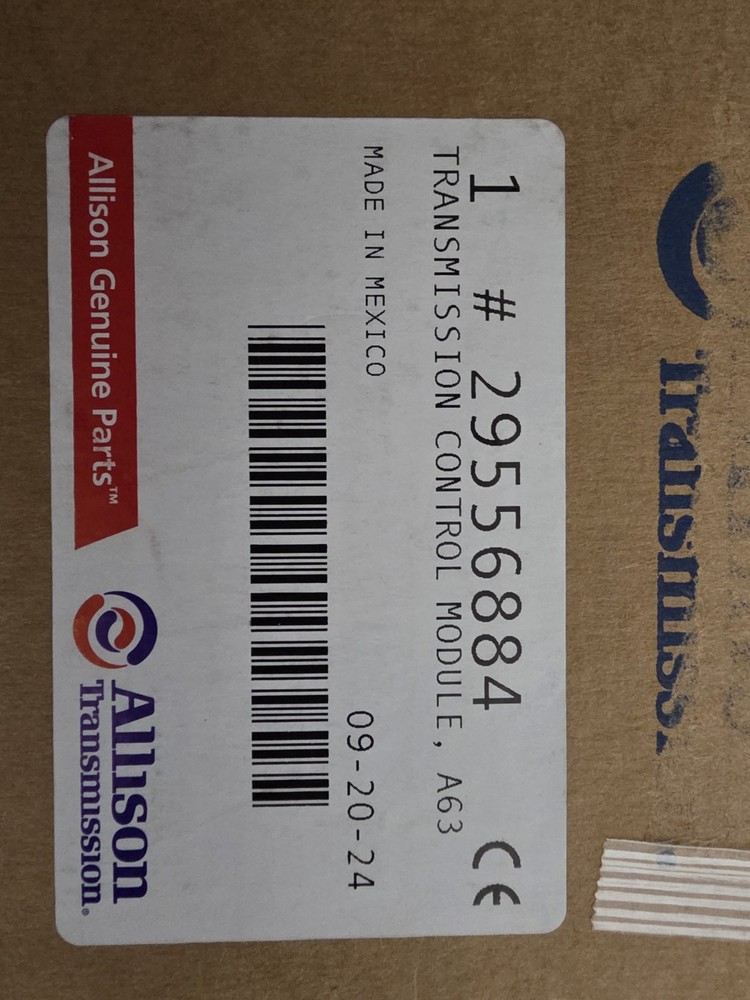 1 # 29556884 CE
TRANSMISSION CONTROL MODULE, A63
MADE IN MEXICO
09-20-24
Allison Genuine Parts™
Allison
Transmission®